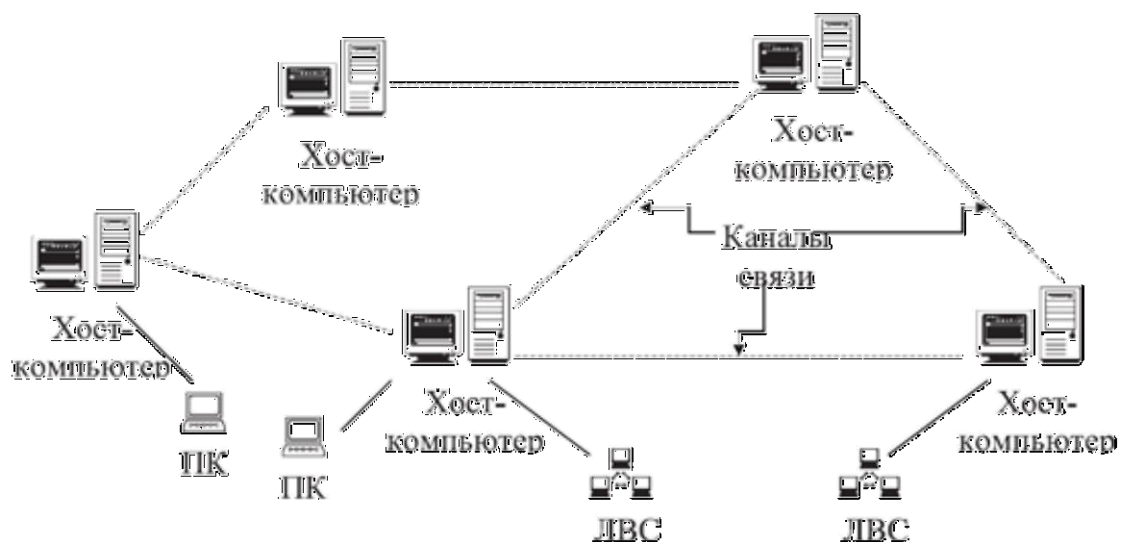 Хост-
компьютер
Хост-
компьютер
Каналы
связи
Хост-
компьютер
Хост-
компьютер
Хост-
компьютер
ПК
ПК
ЛВС
ЛВС